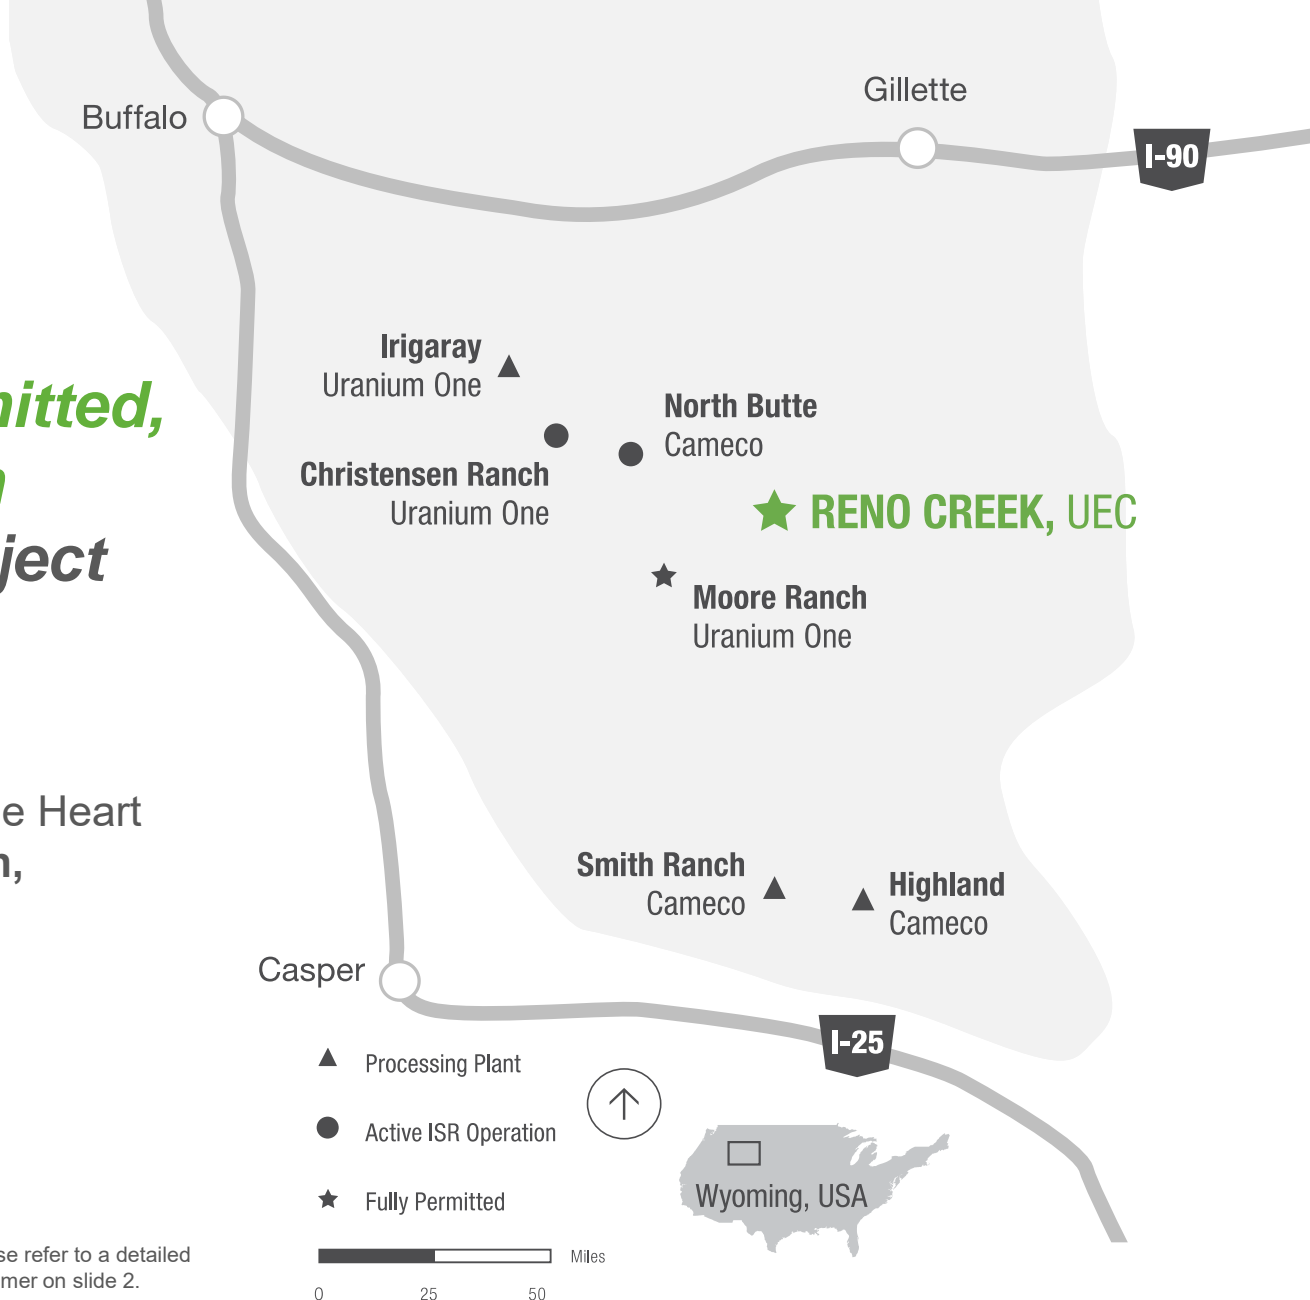 Gillette
Buffalo
I-90
Irigaray
Uranium One
North Butte
Cameco
Christensen Ranch
Uranium One
RENO CREEK, UEC
Moore Ranch
Uranium One
mitted,
ject
e Heart
Smith Ranch
Cameco
Highland
Cameco
Casper
I-25
Processing Plant
Active ISR Operation
Fully Permitted
Wyoming, USA
Miles
0 25 50
se refer to a detailed
mer on slide 2.